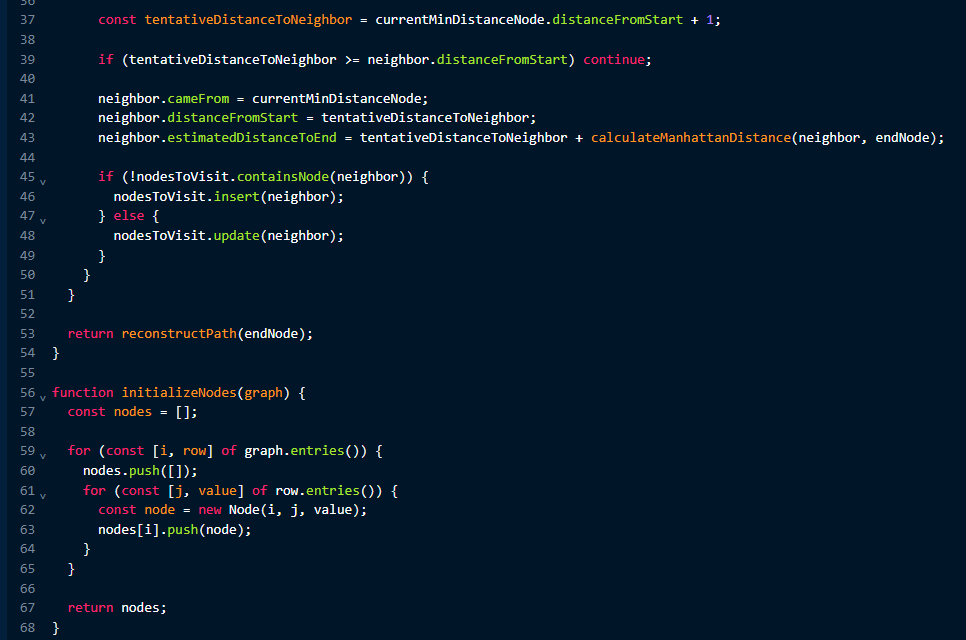 36
37 const tentativeDistanceToNeighbor = currentMinDistanceNode.distanceFromStart + 1;
38
39 if (tentativeDistanceToNeighbor >= neighbor.distanceFromStart) continue;
40
41 neighbor.cameFrom = currentMinDistanceNode;
42 neighbor.distanceFromStart = tentativeDistanceToNeighbor;
43 neighbor.estimatedDistanceToEnd = tentativeDistanceToNeighbor + calculateManhattanDistance(neighbor, endNode);
44
45 if (!nodesToVisit.containsNode(neighbor)) {
46 nodesToVisit.insert(neighbor);
47 } else {
48 nodesToVisit.update(neighbor);
49 }
50 }
51 }
52
53 return reconstructPath(endNode);
54 }
55
56 function initializeNodes(graph) {
57 const nodes = [];
58
59 for (const [i, row] of graph.entries()) {
60 nodes.push([]);
61 for (const [j, value] of row.entries()) {
62 const node = new Node(i, j, value);
63 nodes[i].push(node);
64 }
65 }
66
67 return nodes;
68 }